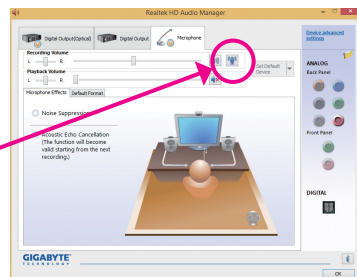 Realtek HD Audio Manager
Digital Output(Optical)
Digital Output
Microphone
Device advanced
settings
Recording Volume
L
R
Set Default
Device
Playback Volume
L
R
Microphone Effects
Default Format
Noise Suppression
Acoustic Echo Cancellation
(The function will become
valid starting from the next
recording.)
ANALOG
Back Panel
Front Panel
DIGITAL
GIGABYTE
TECHNOLOGY
OK